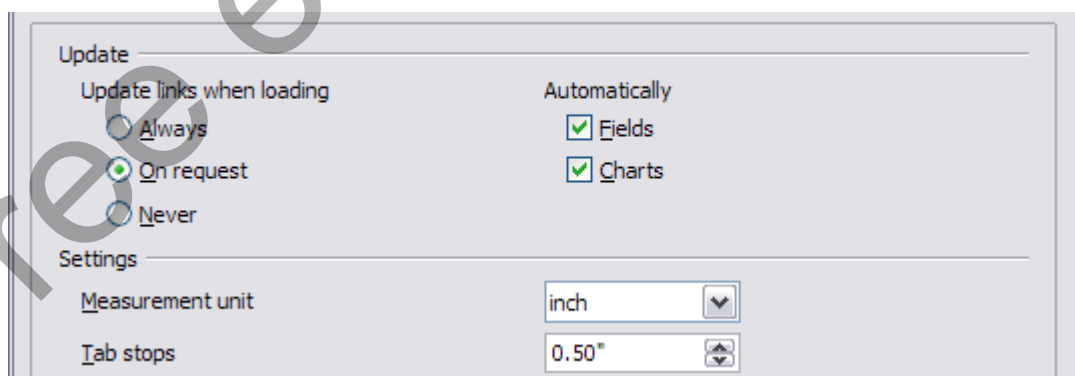 Update
Update links when loading Automatically
Always Fields
On request Charts
Never
Settings
Measurement unit inch
Tab stops 0.50"
ree e